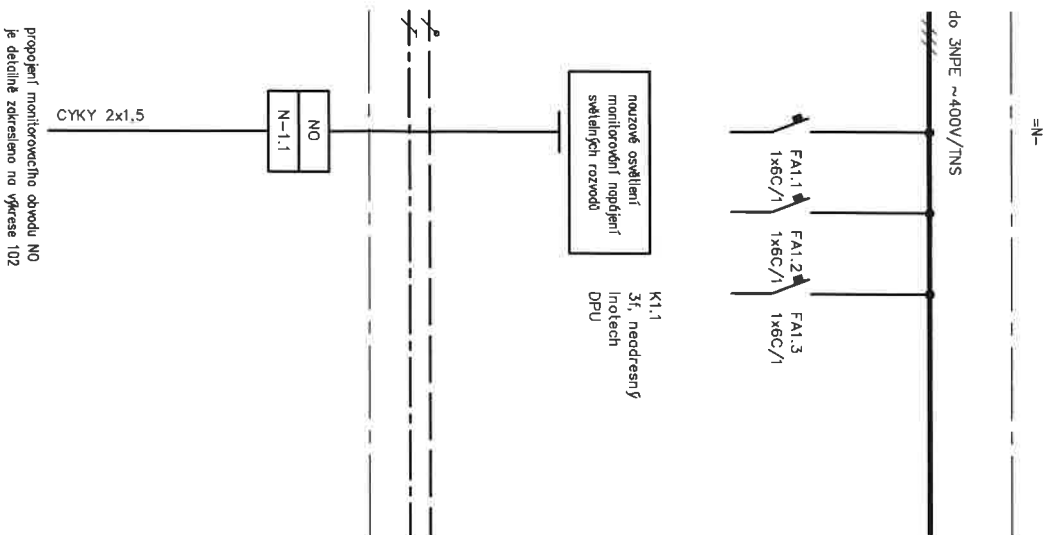 =N-
do 3NPE ~400V/TNS
FA1.1
1x6C/1
FA1.2
1x6C/1
FA1.3
1x6C/1
nouzové osvětlení
monitorování napájení
světelných rozvodů
K1.1
3f, neadresný
Inotech
DPU
NO
N-1.1
CYKY 2x1,5
propojení monitorovacího obvodu NO
je detailně zakresleno na výkrese 102